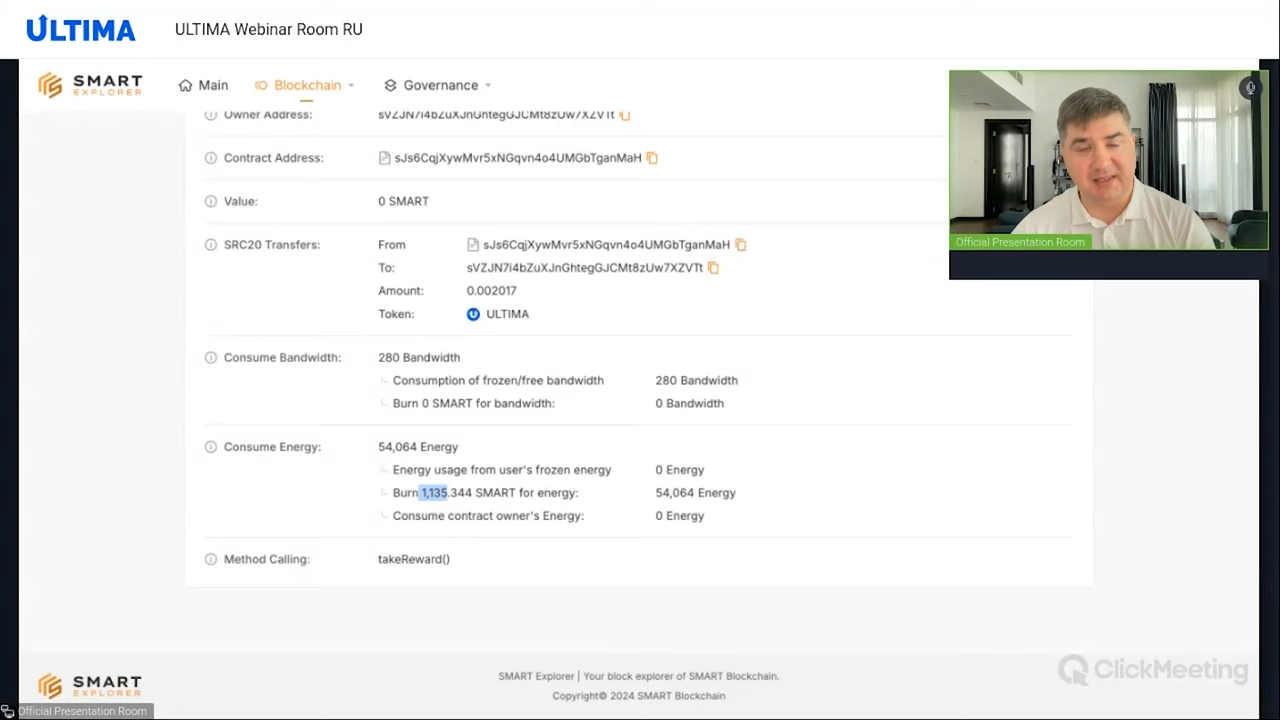 ULTIMA
ULTIMA Webinar Room RU
SMART EXPLORER
Main
Blockchain
Governance
Owner Address: sVZJN7i4bZuXJnGhtegGJCMt8zUw7XZVTt
Contract Address: sJs6CqjXywMvr5xNGqvn4o4UMGbTganMaH
Value: 0 SMART
SRC20 Transfers: From sJs6CqjXywMvr5xNGqvn4o4UMGbTganMaH
To: sVZJN7i4bZuXJnGhtegGJCMt8zUw7XZVTt
Amount: 0.002017
Token: ULTIMA
Consume Bandwidth: 280 Bandwidth
Consumption of frozen/free bandwidth 280 Bandwidth
Burn 0 SMART for bandwidth: 0 Bandwidth
Consume Energy: 54,064 Energy
Energy usage from user's frozen energy 0 Energy
Burn 1,135.344 SMART for energy: 54,064 Energy
Consume contract owner's Energy: 0 Energy
Method Calling: takeReward()
Official Presentation Room
SMART EXPLORER
SMART Explorer | Your block explorer of SMART Blockchain.
Copyright© 2024 SMART Blockchain
ClickMeeting
Official Presentation Room